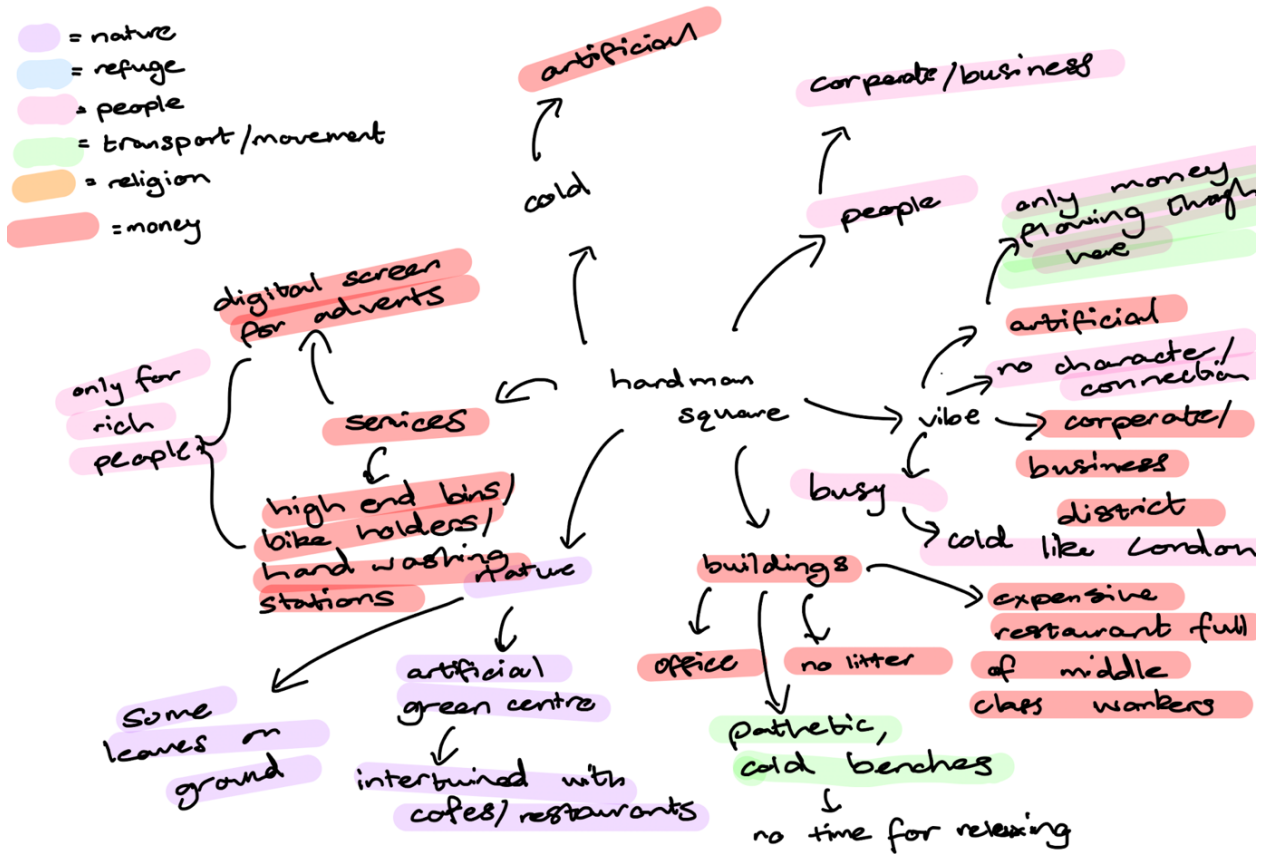 = nature
= refuge
= people
= transport/movement
= religion
= money
artificial
cold
corperate/business
people
only money
flowing though
here
artificial
no character/
connection
vibe
corperate/
business
district
busy
cold like London
hardman
square
digital screen
for adverts
only for
rich
people
services
high end bins/
bike holders/
hand washing
stations
nature
some
leaves on
ground
artificial
green centre
intertwined with
cafes/restaurants
buildings
office
no litter
expensive
restaurant full
of middle
class workers
pathetic,
cold benches
no time for relaxing